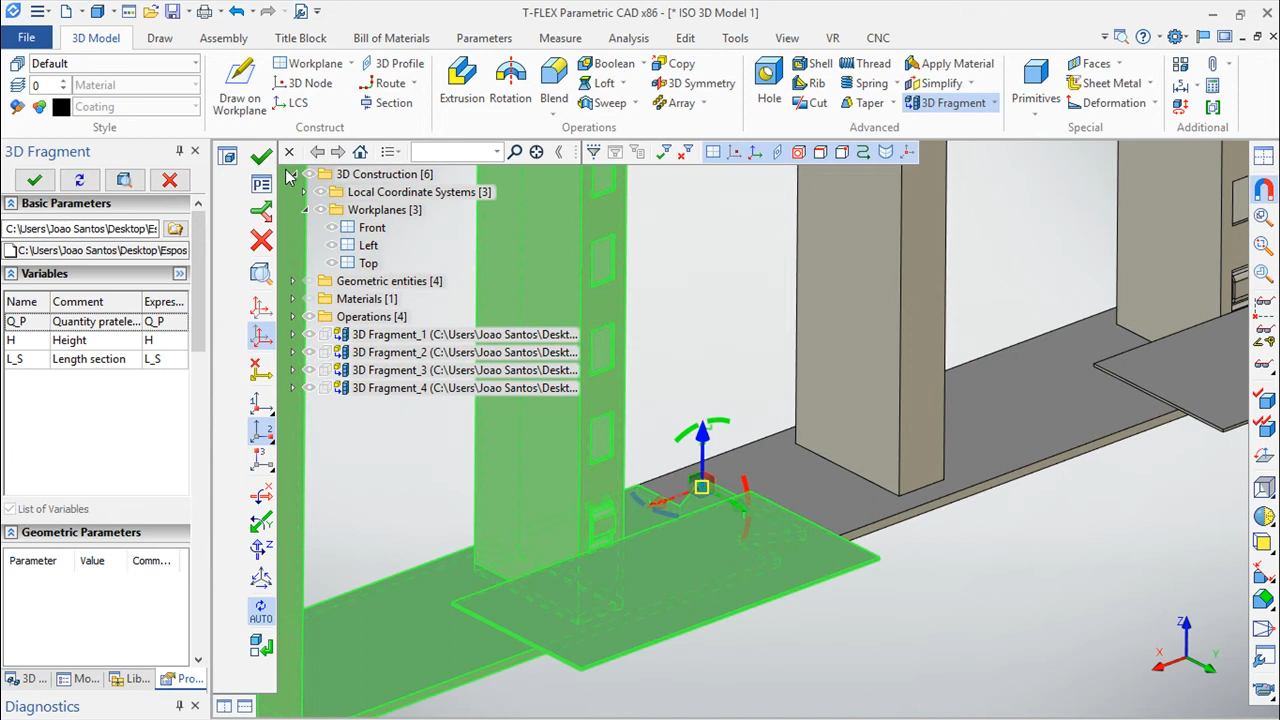 T-FLEX Parametric CAD x86 - [* ISO 3D Model 1]
File
3D Model
Draw
Assembly
Title Block
Bill of Materials
Parameters
Measure
Analysis
Edit
Tools
View
VR
CNC
Default
0
Material
Coating
Style
Draw on
Workplane
Workplane
3D Node
LCS
3D Profile
Route
Section
Construct
Extrusion
Rotation
Blend
Boolean
Loft
Sweep
Copy
3D Symmetry
Array
Operations
Hole
Shell
Rib
Cut
Thread
Spring
Taper
Apply Material
Simplify
3D Fragment
Advanced
Primitives
Faces
Sheet Metal
Deformation
Special
Additional
3D Fragment
Basic Parameters
C:\Users\Joao Santos\Desktop\Es
C:\Users\Joao Santos\Desktop\Espos
Variables
Name Comment Expres...
Q_P Quantity pratele... Q_P
H Height H
L_S Length section L_S
List of Variables
Geometric Parameters
Parameter Value Comm...
3D ...
Mo...
Lib...
Pro...
Diagnostics
3D Construction [6]
Local Coordinate Systems [3]
Workplanes [3]
Front
Left
Top
Geometric entities [4]
Materials [1]
Operations [4]
3D Fragment_1 (C:\Users\Joao Santos\Deskt...
3D Fragment_2 (C:\Users\Joao Santos\Deskt...
3D Fragment_3 (C:\Users\Joao Santos\Deskt...
3D Fragment_4 (C:\Users\Joao Santos\Deskt...
1
2
3
Z
AUTO
Z
X
Y